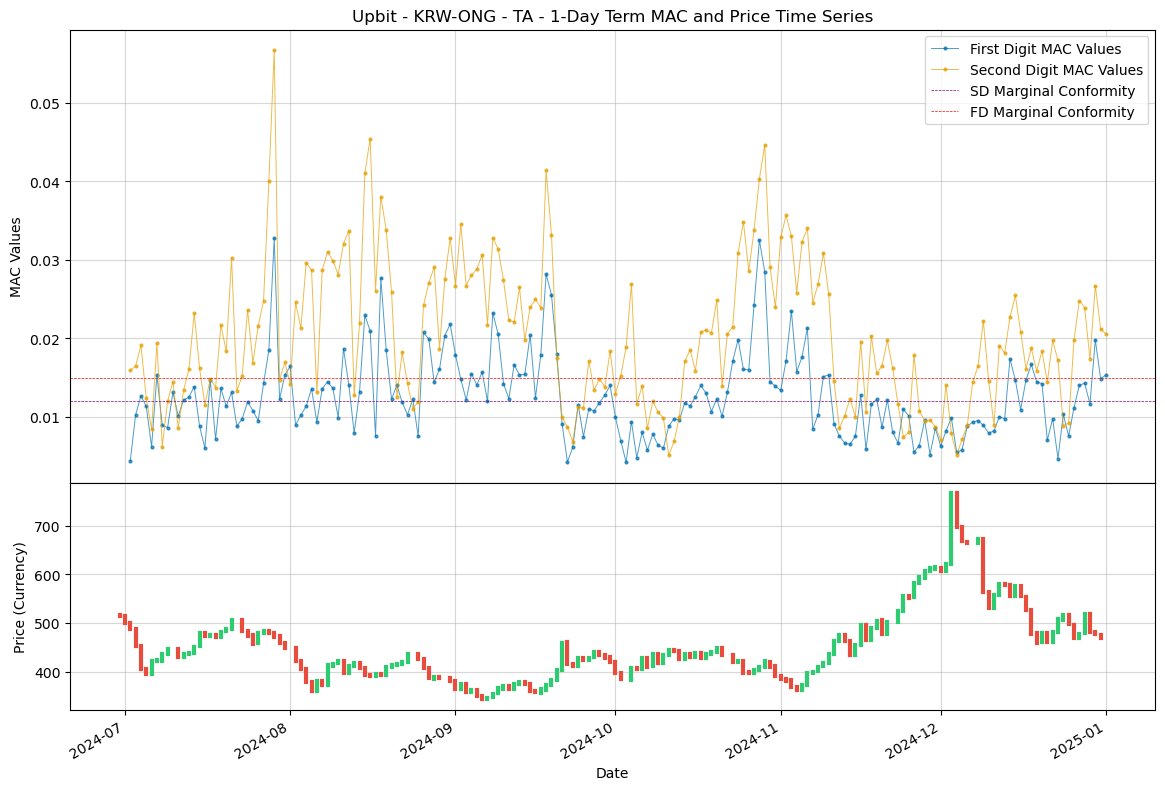 Upbit - KRW-ONG - TA - 1-Day Term MAC and Price Time Series
First Digit MAC Values
Second Digit MAC Values
SD Marginal Conformity
FD Marginal Conformity
MAC Values
0.05
0.04
0.03
0.02
0.01
Price (Currency)
700
600
500
400
2024-07
2024-08
2024-09
2024-10
2024-11
2024-12
2025-01
Date